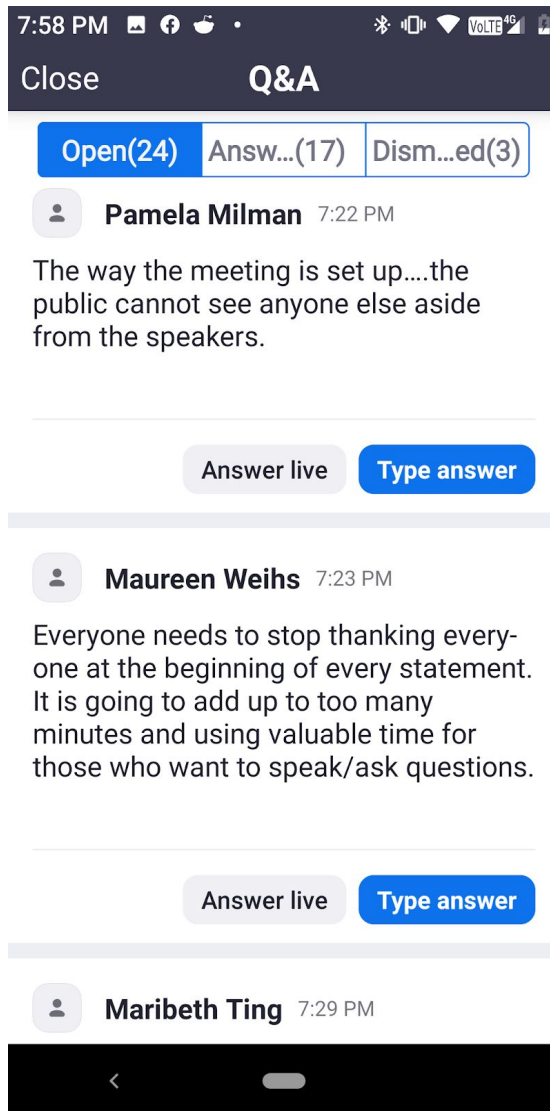 7:58 PM
VoLTE 4G
Close
Q&A
Open(24)
Answ...(17)
Dism...ed(3)
Pamela Milman 7:22 PM
The way the meeting is set up....the
public cannot see anyone else aside
from the speakers.
Answer live
Type answer
Maureen Weihs 7:23 PM
Everyone needs to stop thanking every-
one at the beginning of every statement.
It is going to add up to too many
minutes and using valuable time for
those who want to speak/ask questions.
Answer live
Type answer
Maribeth Ting 7:29 PM